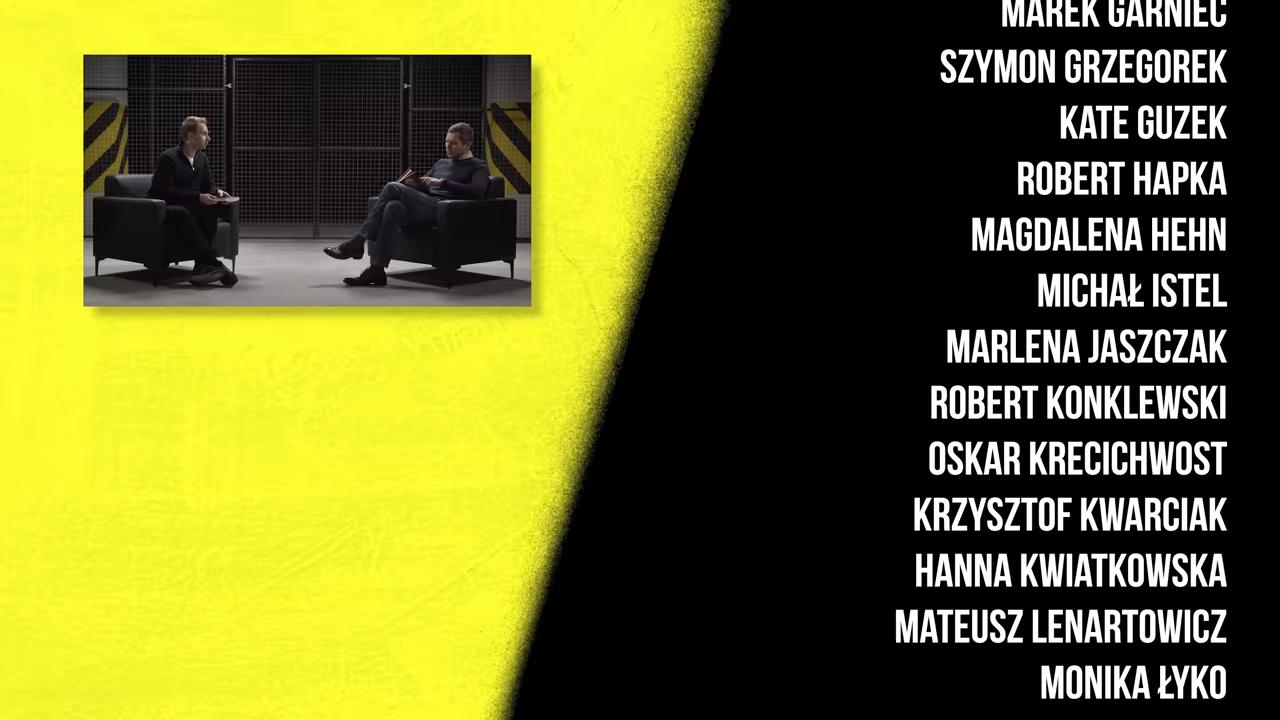 MAREK GARNIEC
SZYMON GRZEGOREK
KATE GUZEK
ROBERT HAPKA
MAGDALENA HEHN
MICHAŁ ISTEL
MARLENA JASZCZAK
ROBERT KONKLEWSKI
OSKAR KRECICHWOST
KRZYSZTOF KWARCIAK
HANNA KWIATKOWSKA
MATEUSZ LENARTOWICZ
MONIKA ŁYKO